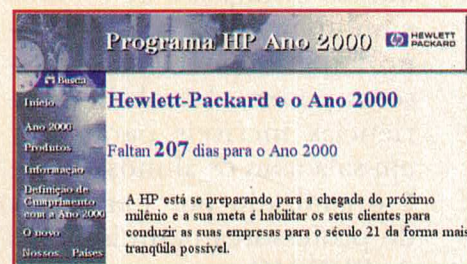 Programa HP Ano 2000
HEWLETT
PACKARD
Busca
Início
Ano 2000
Produtos
Informação
Definição de
Cumprimento
com a Ano 2000
O novo
Nossos Países
Hewlett-Packard e o Ano 2000
Faltan 207 dias para o Ano 2000
A HP está se preparando para a chegada do próximo
milênio e a sua meta é habilitar os seus clientes para
conduzir as suas empresas para o século 21 da forma mais
tranqüila possível.